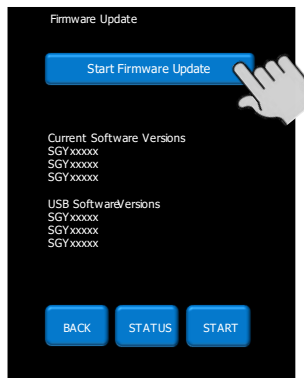 Firmware Update
Start Firmware Update
Current Software Versions
SGYxxxxx
SGYxxxxx
SGYxxxxx
USB SoftwareVersions
SGYxxxxx
SGYxxxxx
SGYxxxxx
BACK STATUS START